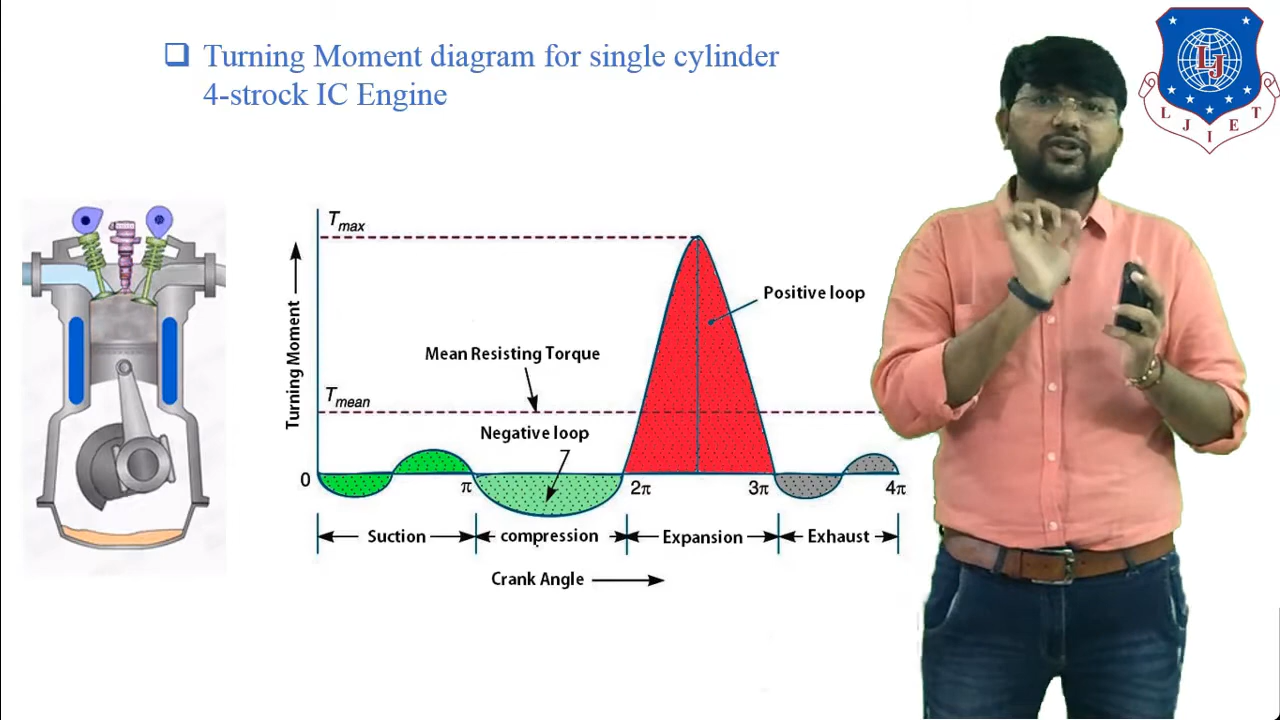 ❑ Turning Moment diagram for single cylinder
4-strock IC Engine
LJ
L J I E T
Tmax
Positive loop
Turning Moment
Mean Resisting Torque
Tmean
Negative loop
0
π
2π
3π
4π
Suction
compression
Expansion
Exhaust
Crank Angle